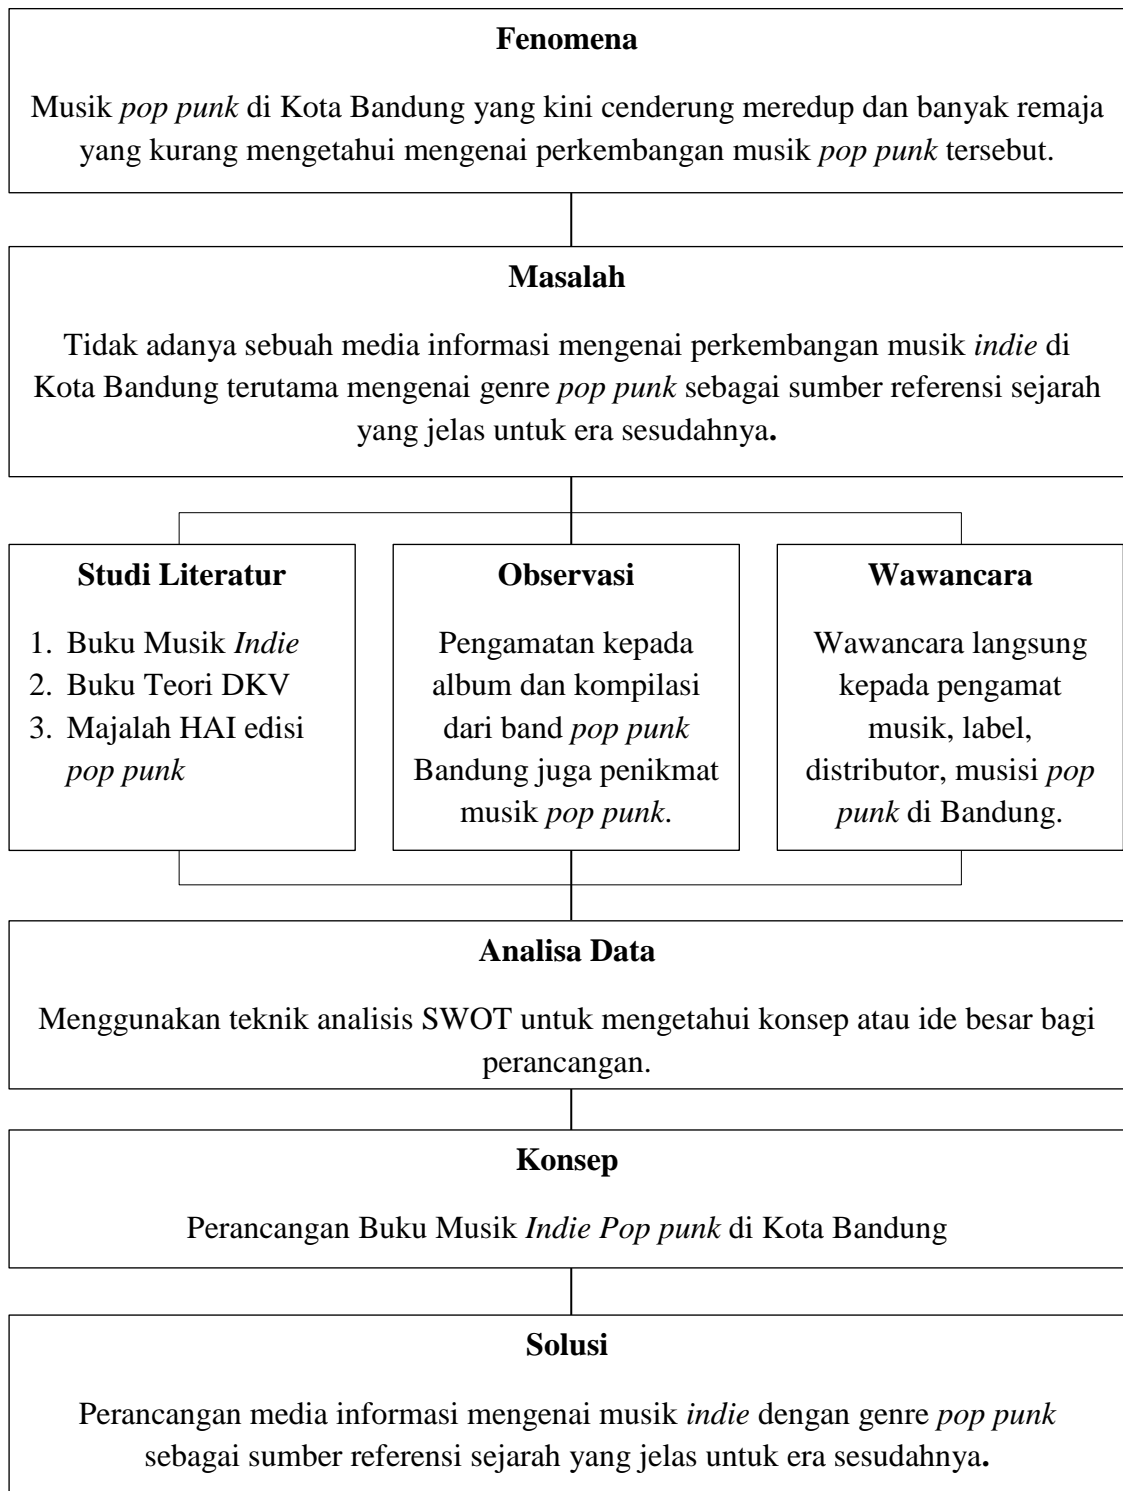 Fenomena
Musik pop punk di Kota Bandung yang kini cenderung meredup dan banyak remaja
yang kurang mengetahui mengenai perkembangan musik pop punk tersebut.
Masalah
Tidak adanya sebuah media informasi mengenai perkembangan musik indie di
Kota Bandung terutama mengenai genre pop punk sebagai sumber referensi sejarah
yang jelas untuk era sesudahnya.
Studi Literatur
1. Buku Musik Indie
2. Buku Teori DKV
3. Majalah HAI edisi
pop punk
Observasi
Pengamatan kepada
album dan kompilasi
dari band pop punk
Bandung juga penikmat
musik pop punk.
Wawancara
Wawancara langsung
kepada pengamat
musik, label,
distributor, musisi pop
punk di Bandung.
Analisa Data
Menggunakan teknik analisis SWOT untuk mengetahui konsep atau ide besar bagi
perancangan.
Konsep
Perancangan Buku Musik Indie Pop punk di Kota Bandung
Solusi
Perancangan media informasi mengenai musik indie dengan genre pop punk
sebagai sumber referensi sejarah yang jelas untuk era sesudahnya.